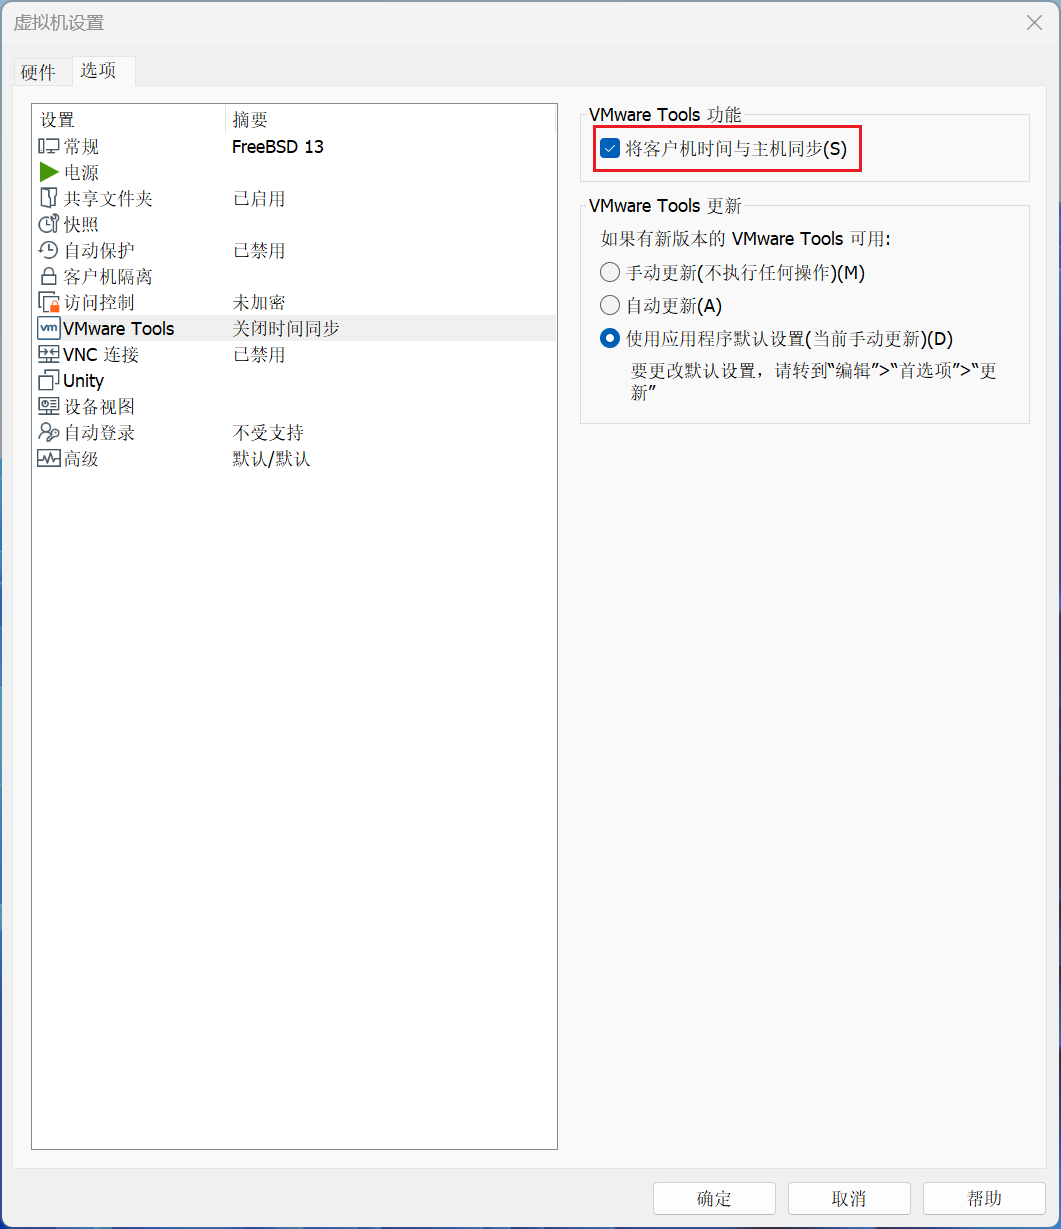 虚拟机设置
硬件 选项
设置 摘要
常规 FreeBSD 13
电源
共享文件夹 已启用
快照
自动保护 已禁用
客户机隔离
访问控制 未加密
vm VMware Tools 关闭时间同步
VNC 连接 已禁用
Unity
设备视图
自动登录 不受支持
高级 默认/默认
VMware Tools 功能
将客户机时间与主机同步(S)
VMware Tools 更新
如果有新版本的 VMware Tools 可用:
手动更新(不执行任何操作)(M)
自动更新(A)
使用应用程序默认设置(当前手动更新)(D)
要更改默认设置，请转到“编辑”>“首选项”>“更
新”
确定 取消 帮助